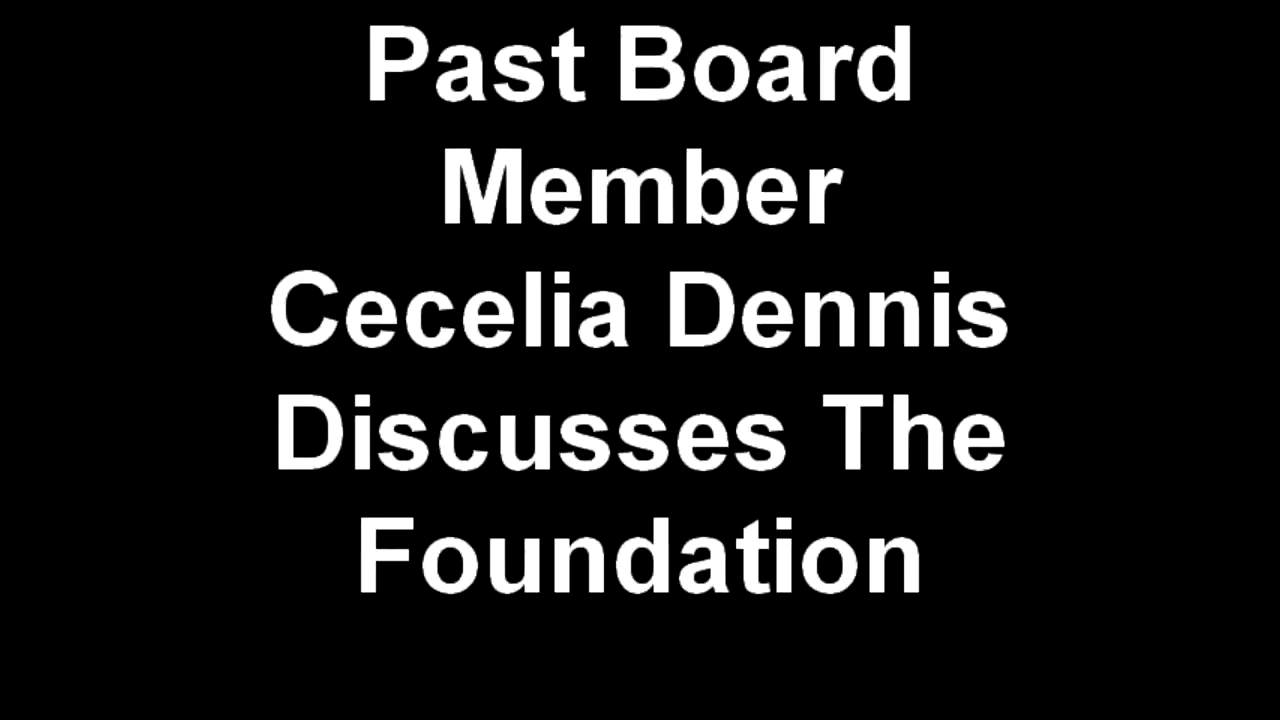 Past Board
Member
Cecelia Dennis
Discusses The
Foundation